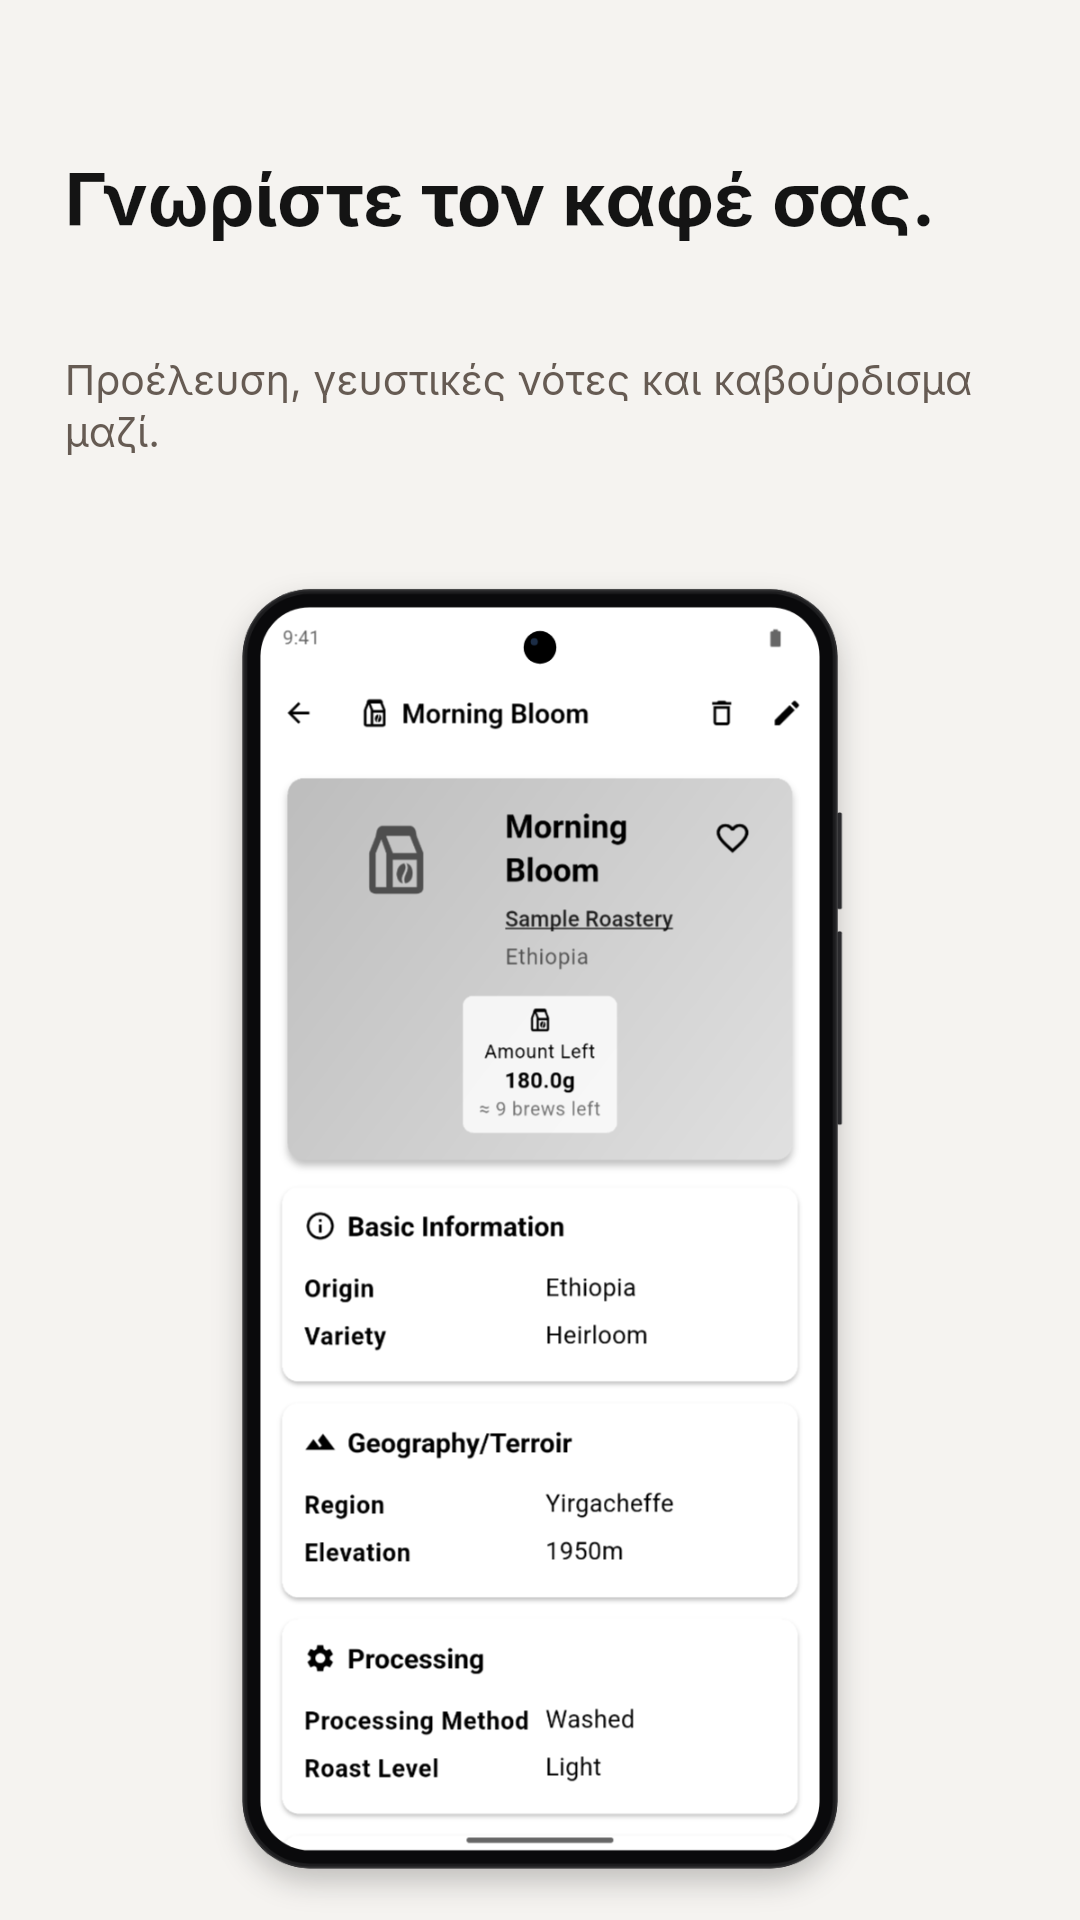 Γνωρίστε τον καφέ σας.
Προέλευση, γευστικές νότες και καβούρδισμα
μαζί.
9:41
Morning Bloom
Morning
Bloom
Sample Roastery
Ethiopia
Amount Left
180.0g
≈ 9 brews left
Basic Information
Origin Ethiopia
Variety Heirloom
Geography/Terroir
Region Yirgacheffe
Elevation 1950m
Processing
Processing Method Washed
Roast Level Light